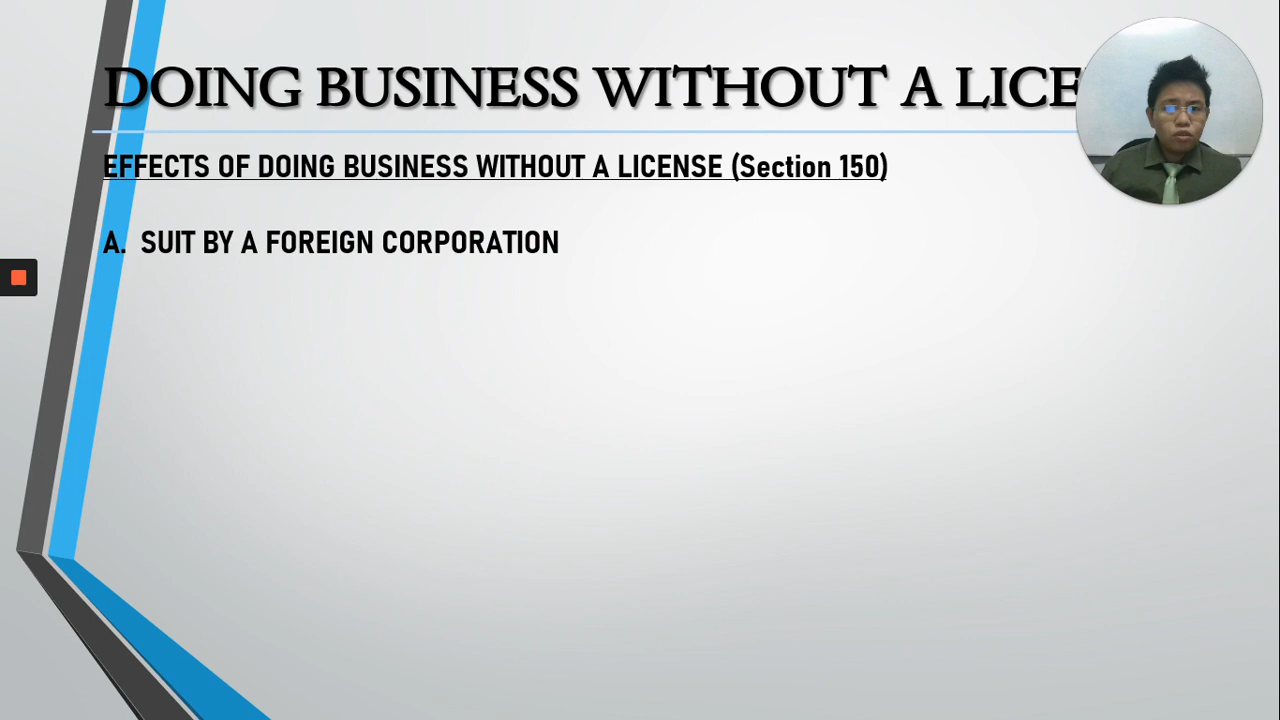 DOING BUSINESS WITHOUT A LICE
EFFECTS OF DOING BUSINESS WITHOUT A LICENSE (Section 150)
A. SUIT BY A FOREIGN CORPORATION